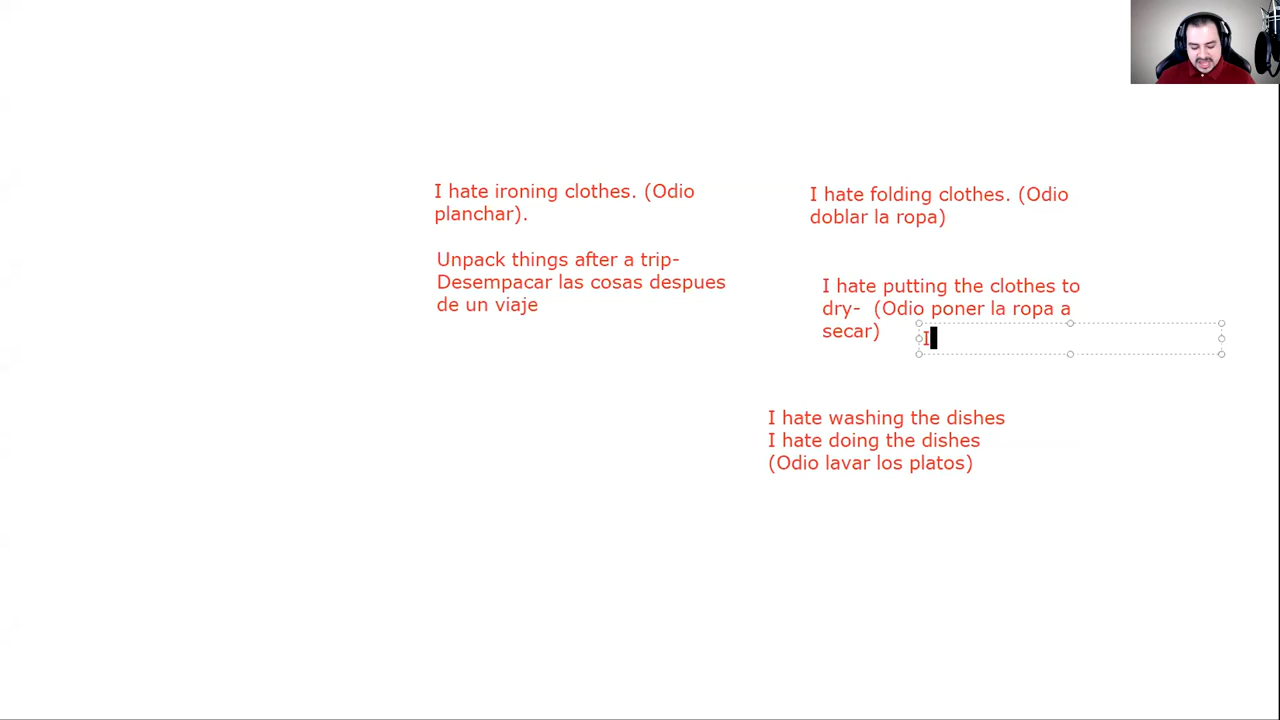 I hate ironing clothes. (Odio
planchar).
Unpack things after a trip-
Desempacar las cosas despues
de un viaje
I hate folding clothes. (Odio
doblar la ropa)
I hate putting the clothes to
dry-  (Odio poner la ropa a
secar)
I
I hate washing the dishes
I hate doing the dishes
(Odio lavar los platos)